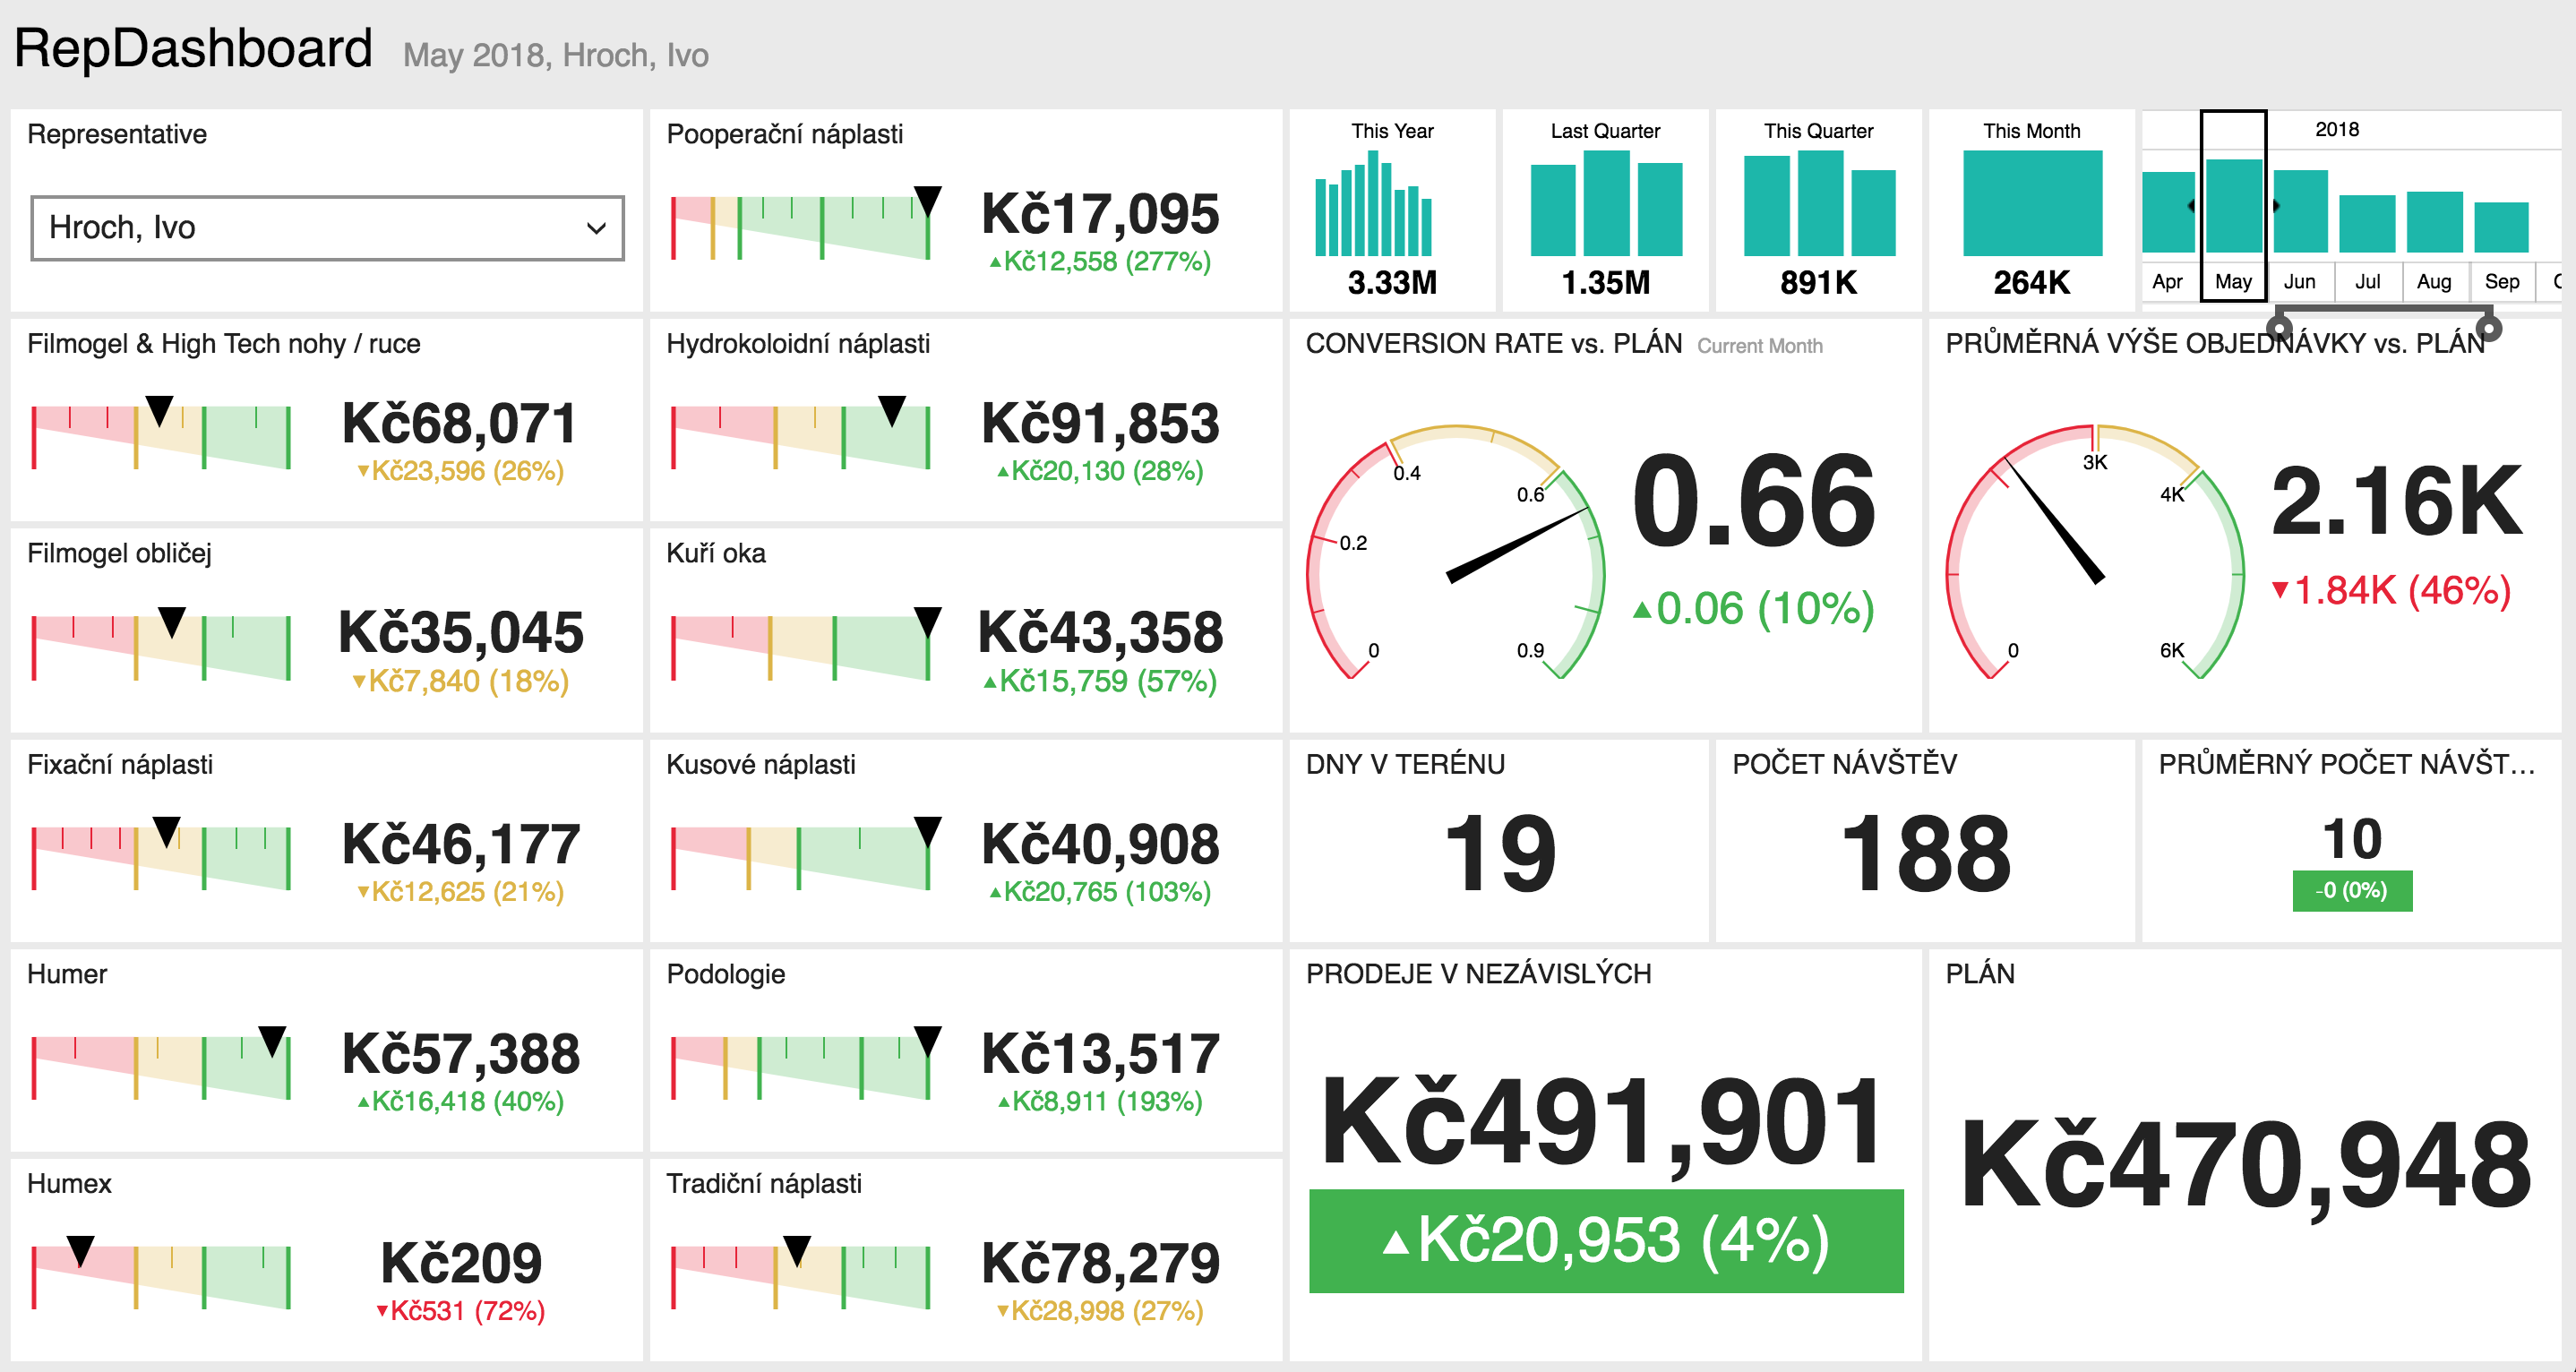 RepDashboard May 2018, Hroch, Ivo
Representative
Hroch, Ivo
Pooperační náplasti
Kč17,095
▲Kč12,558 (277%)
This Year
3.33M
Last Quarter
1.35M
This Quarter
891K
This Month
264K
2018
Apr May Jun Jul Aug Sep
Filmogel & High Tech nohy / ruce
Kč68,071
▼Kč23,596 (26%)
Hydrokoloidní náplasti
Kč91,853
▲Kč20,130 (28%)
CONVERSION RATE vs. PLÁN Current Month
0
0.2
0.4
0.6
0.9
0.66
▲0.06 (10%)
PRŮMĚRNÁ VÝŠE OBJEDNÁVKY vs. PLÁN
0
3K
4K
6K
2.16K
▼1.84K (46%)
Filmogel obličej
Kč35,045
▼Kč7,840 (18%)
Kuří oka
Kč43,358
▲Kč15,759 (57%)
Fixační náplasti
Kč46,177
▼Kč12,625 (21%)
Kusové náplasti
Kč40,908
▲Kč20,765 (103%)
DNY V TERÉNU
19
POČET NÁVŠTĚV
188
PRŮMĚRNÝ POČET NÁVŠT...
10
-0 (0%)
Humer
Kč57,388
▲Kč16,418 (40%)
Podologie
Kč13,517
▲Kč8,911 (193%)
PRODEJE V NEZÁVISLÝCH
Kč491,901
▲Kč20,953 (4%)
PLÁN
Kč470,948
Humex
Kč209
▼Kč531 (72%)
Tradiční náplasti
Kč78,279
▼Kč28,998 (27%)